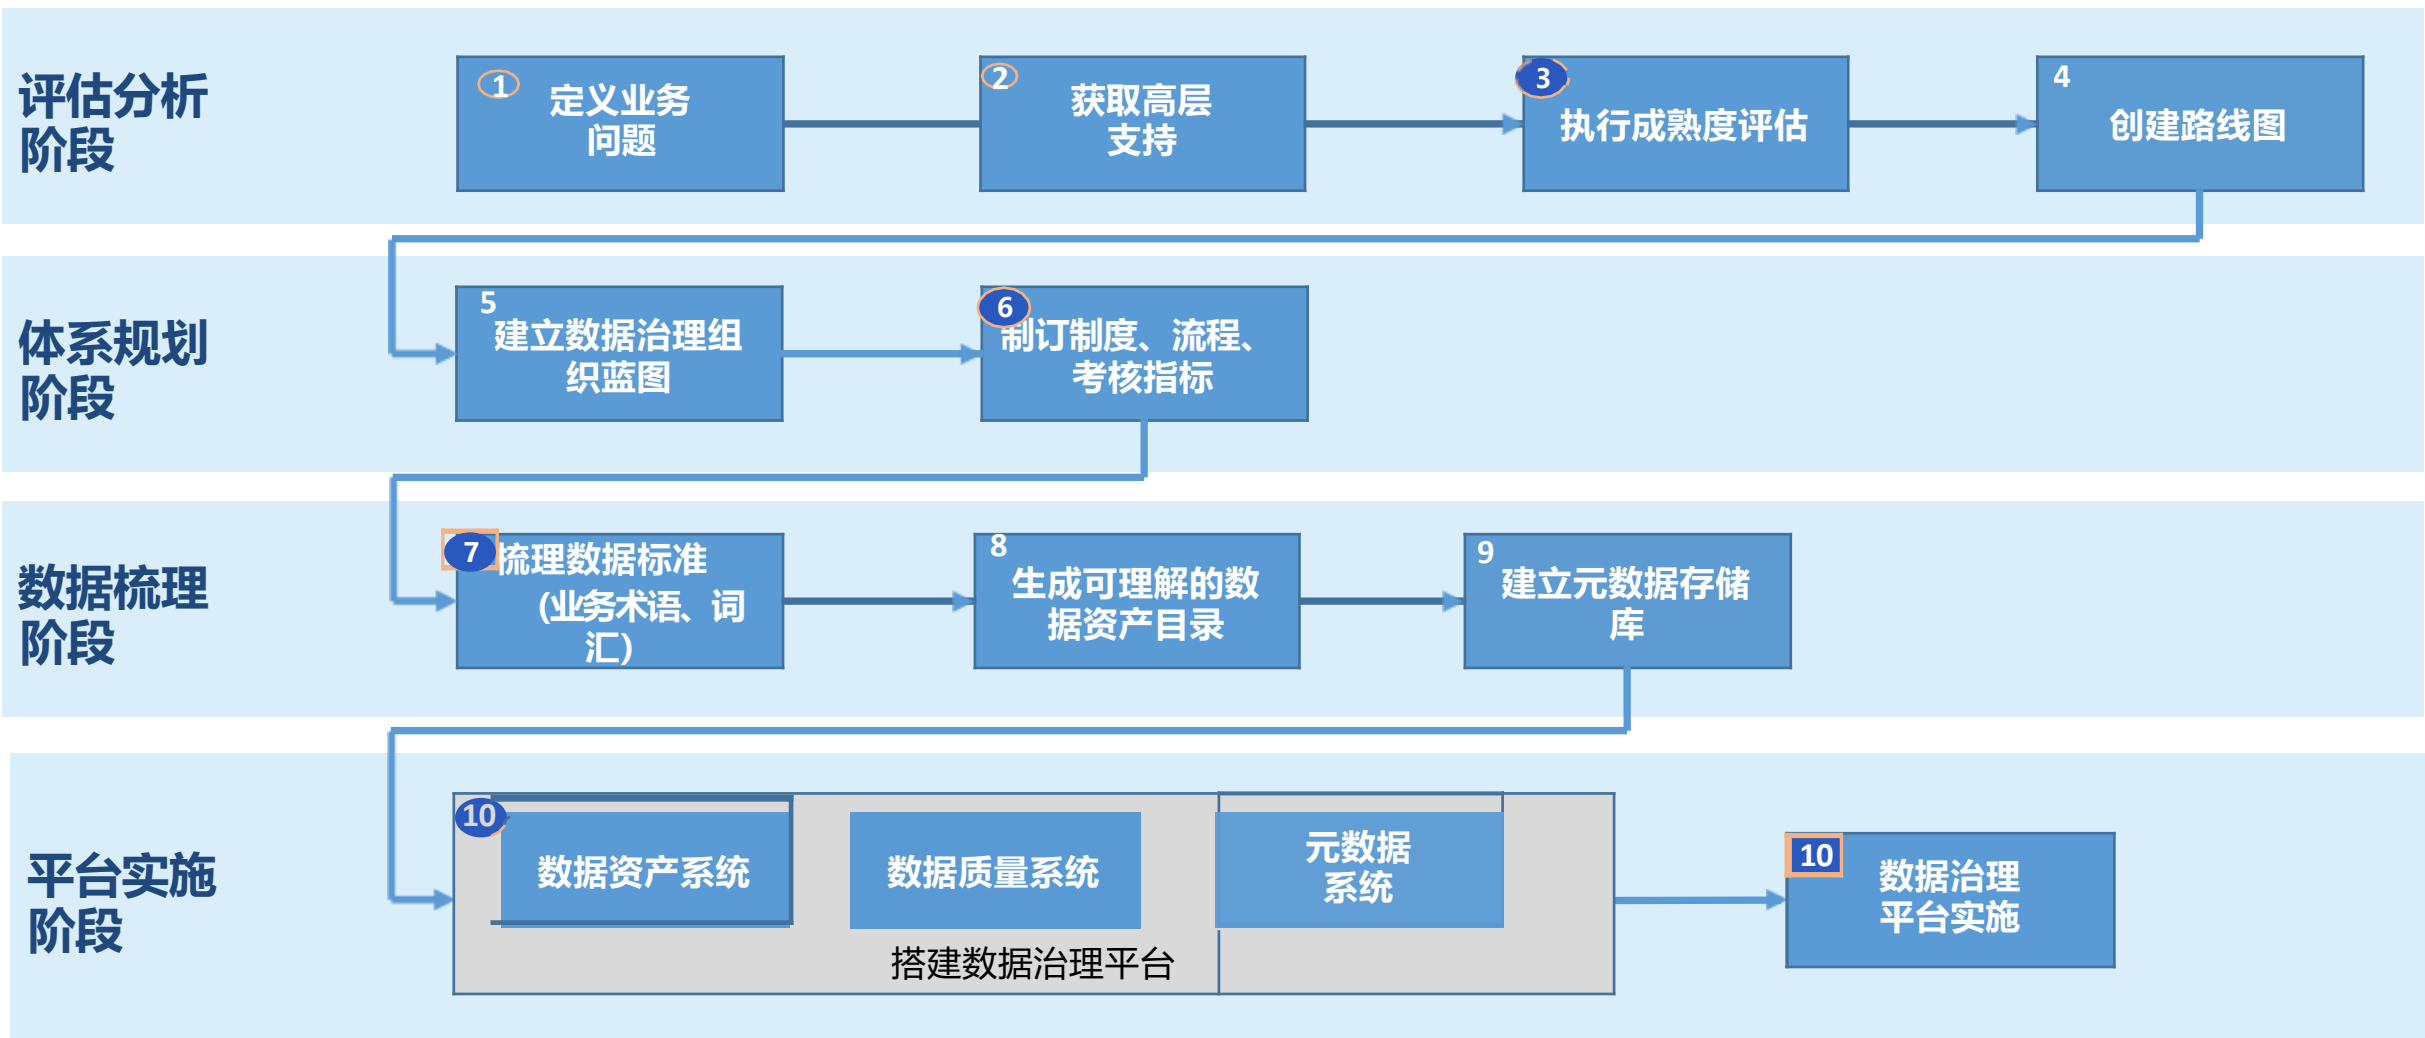 评估分析
阶段
1
定义业务
问题
2
获取高层
支持
3
执行成熟度评估
4
创建路线图
体系规划
阶段
5
建立数据治理组
织蓝图
6
制订制度、流程、
考核指标
数据梳理
阶段
7
梳理数据标准
(业务术语、词
汇)
8
生成可理解的数
据资产目录
9
建立元数据存储
库
平台实施
阶段
10
数据资产系统
数据质量系统
元数据
系统
搭建数据治理平台
10
数据治理
平台实施